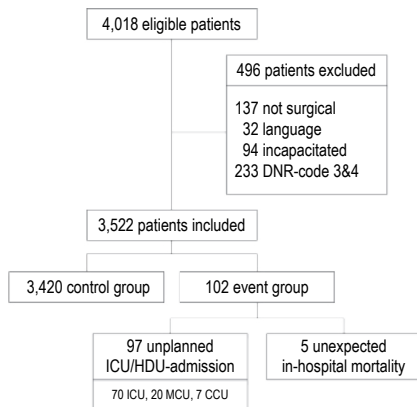 4,018 eligible patients
496 patients excluded
137 not surgical
32 language
94 incapacitated
233 DNR-code 3&4
3,522 patients included
3,420 control group
102 event group
97 unplanned
ICU/HDU-admission
70 ICU, 20 MCU, 7 CCU
5 unexpected
in-hospital mortality